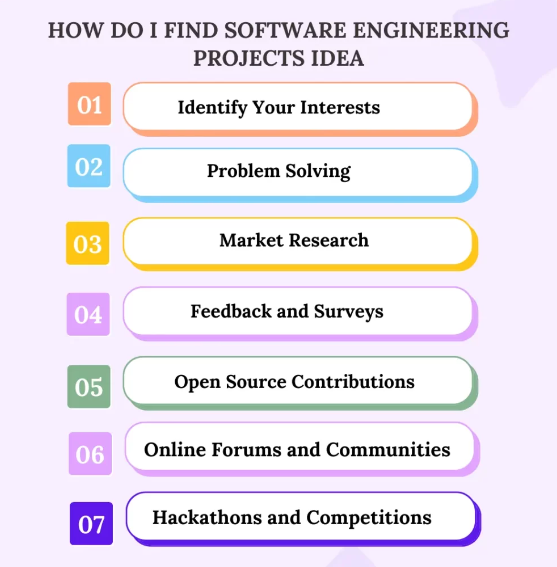 HOW DO I FIND SOFTWARE ENGINEERING
PROJECTS IDEA
01
Identify Your Interests
02
Problem Solving
03
Market Research
04
Feedback and Surveys
05
Open Source Contributions
06
Online Forums and Communities
07
Hackathons and Competitions